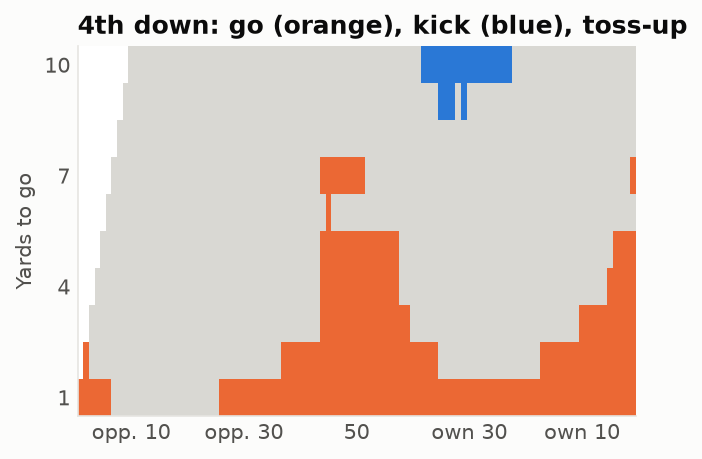 4th down: go (orange), kick (blue), toss-up
10
7
4
1
Yards to go
opp. 10
opp. 30
50
own 30
own 10